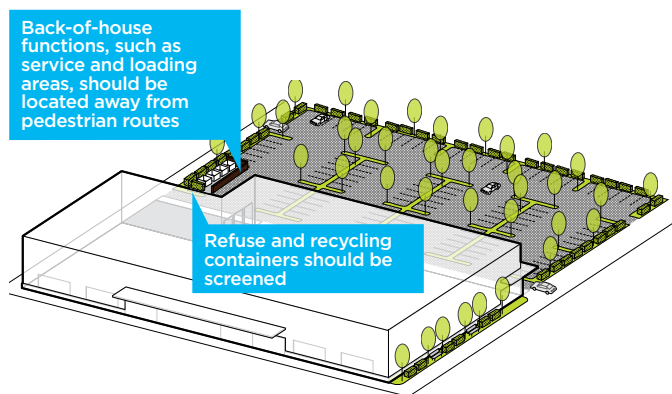 Back-of-house
functions, such as
service and loading
areas, should be
located away from
pedestrian routes
Refuse and recycling
containers should be
screened